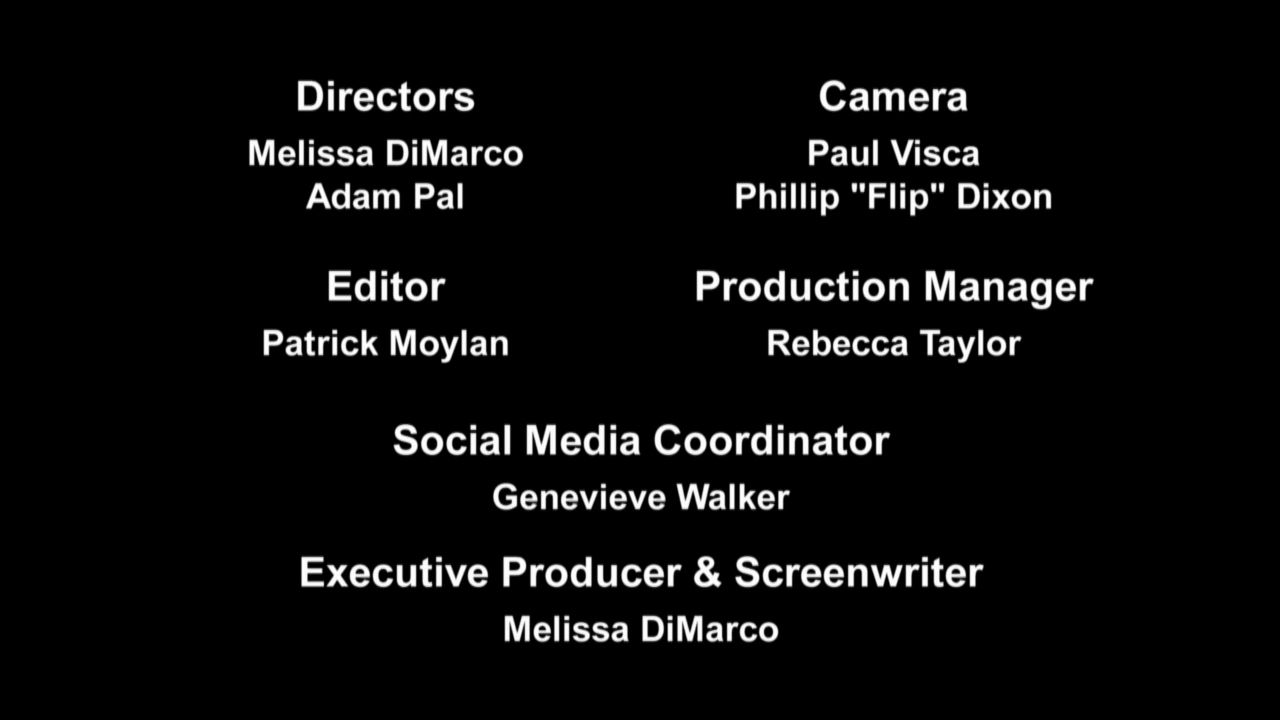 Directors
Melissa DiMarco
Adam Pal
Camera
Paul Visca
Phillip "Flip" Dixon
Editor
Patrick Moylan
Production Manager
Rebecca Taylor
Social Media Coordinator
Genevieve Walker
Executive Producer & Screenwriter
Melissa DiMarco